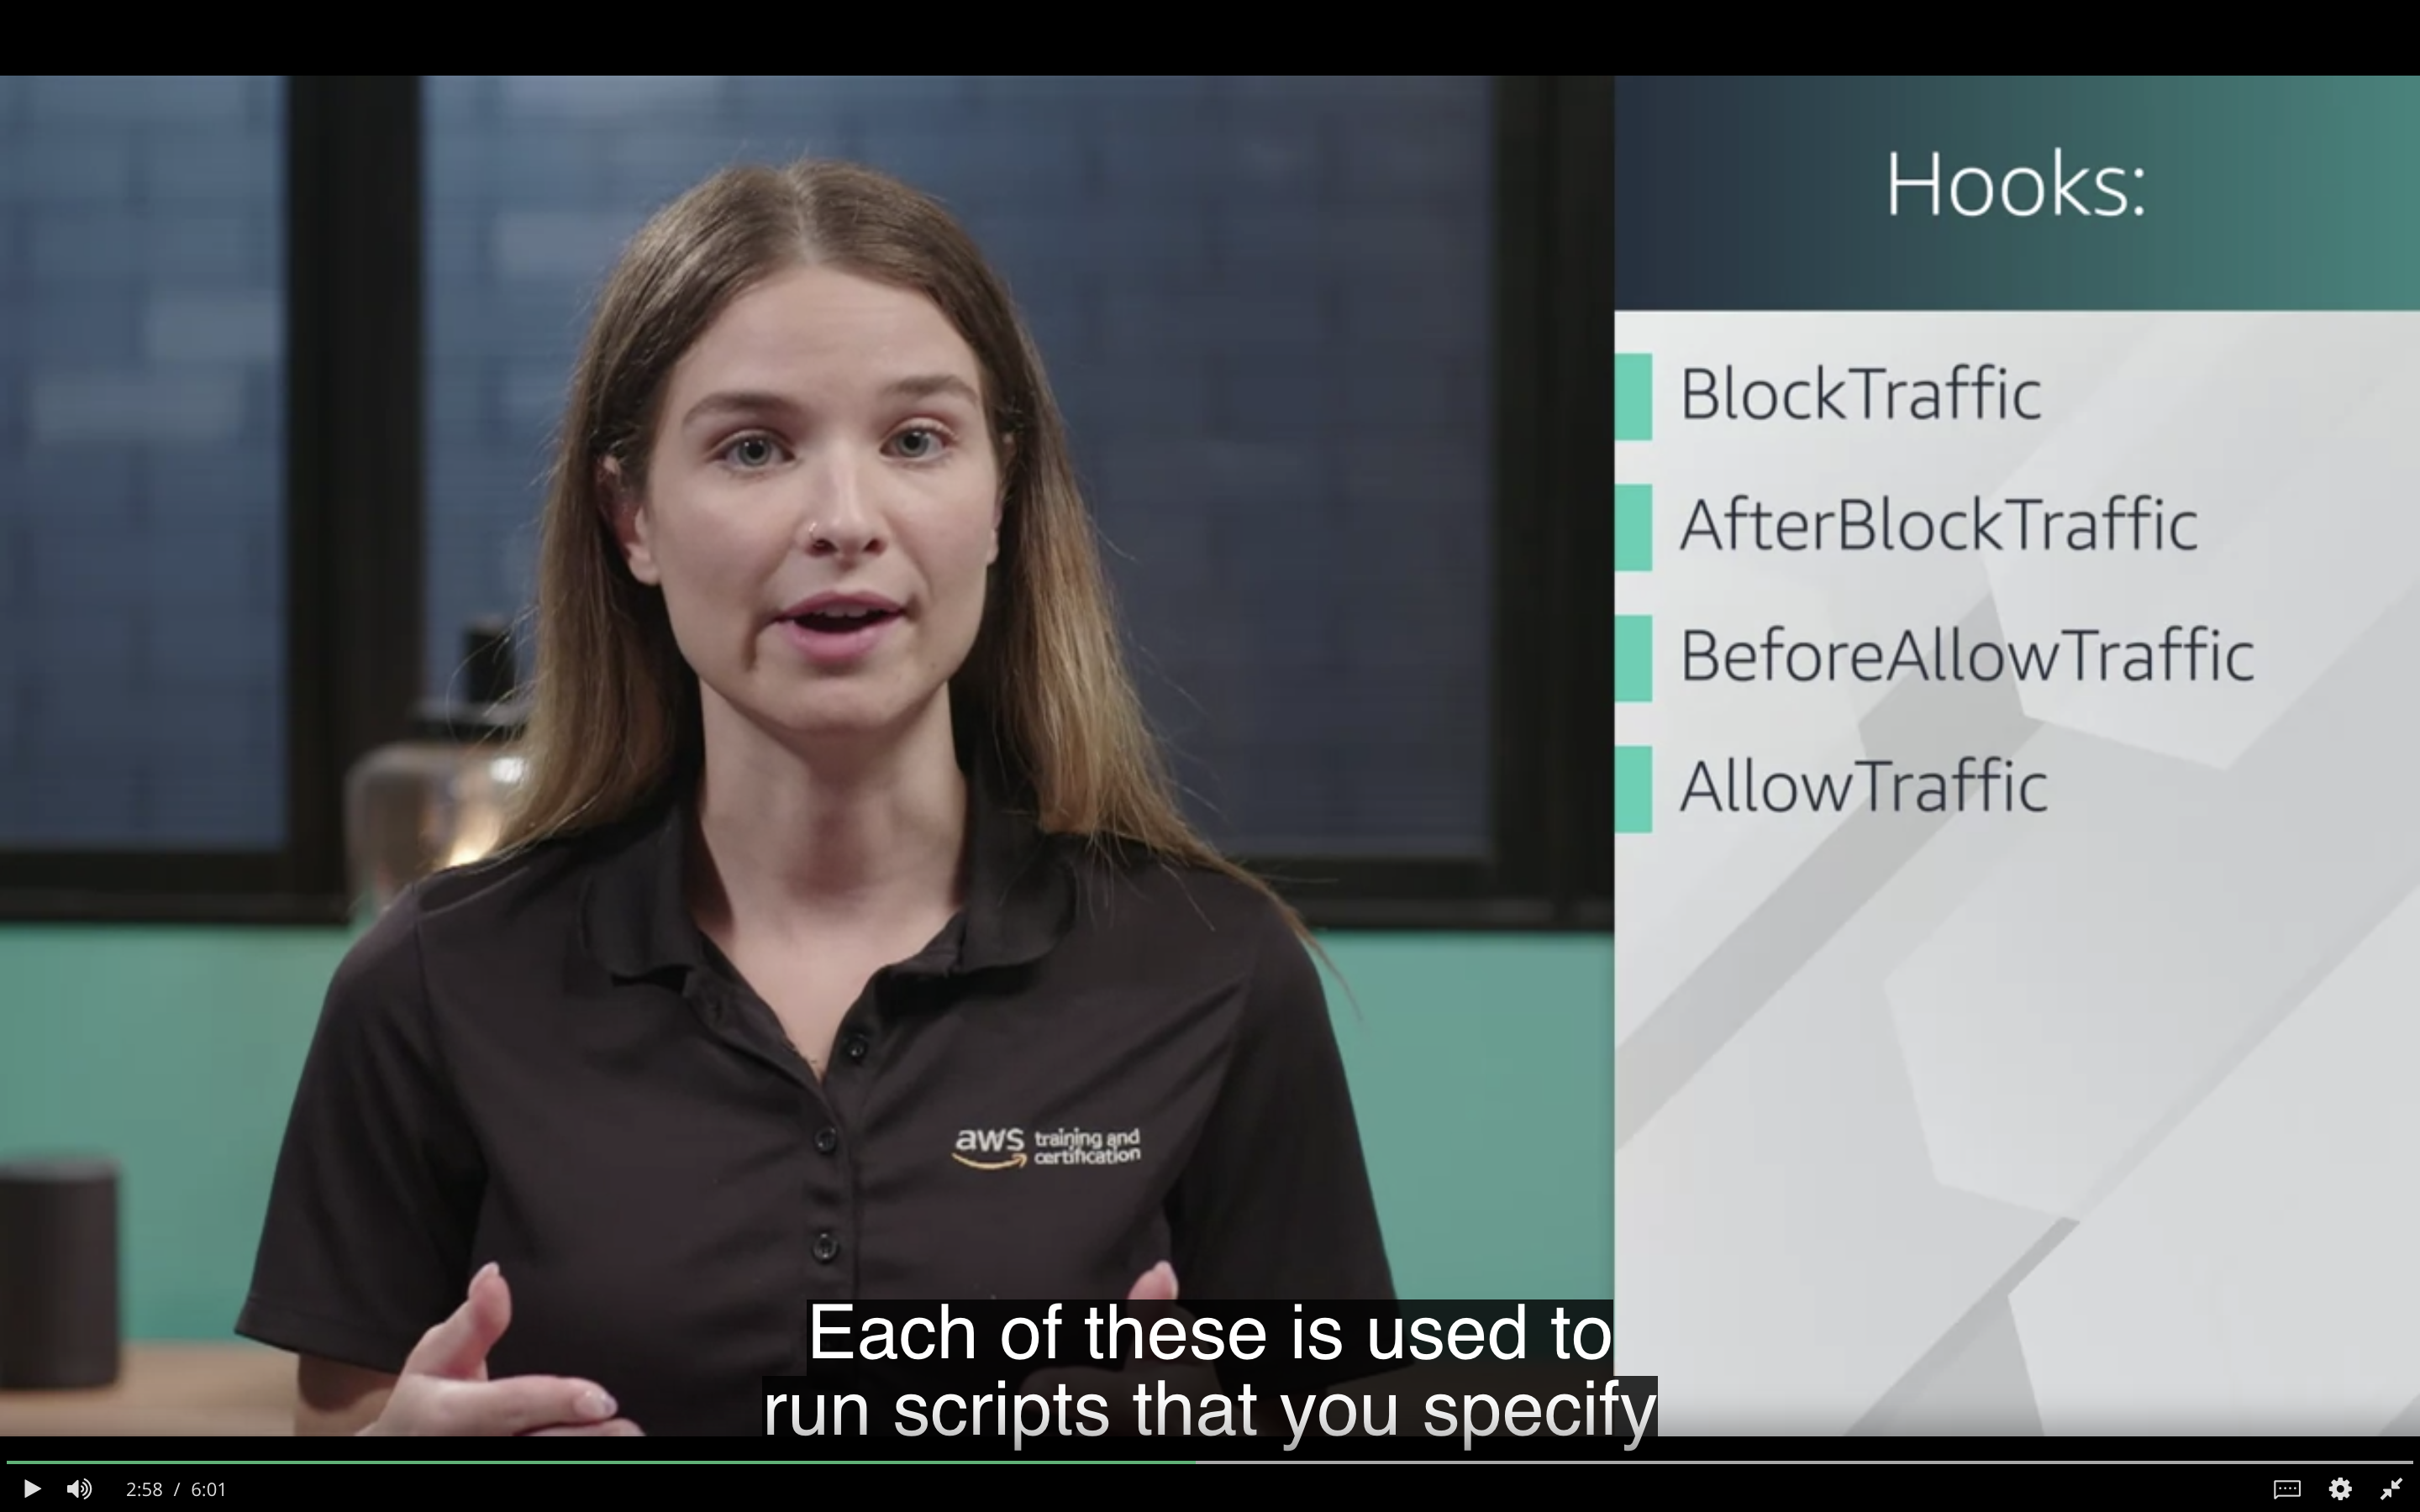 Hooks:
BlockTraffic
AfterBlockTraffic
BeforeAllowTraffic
AllowTraffic
aws training and
certification
Each of these is used to
run scripts that you specify
2:58 / 6:01